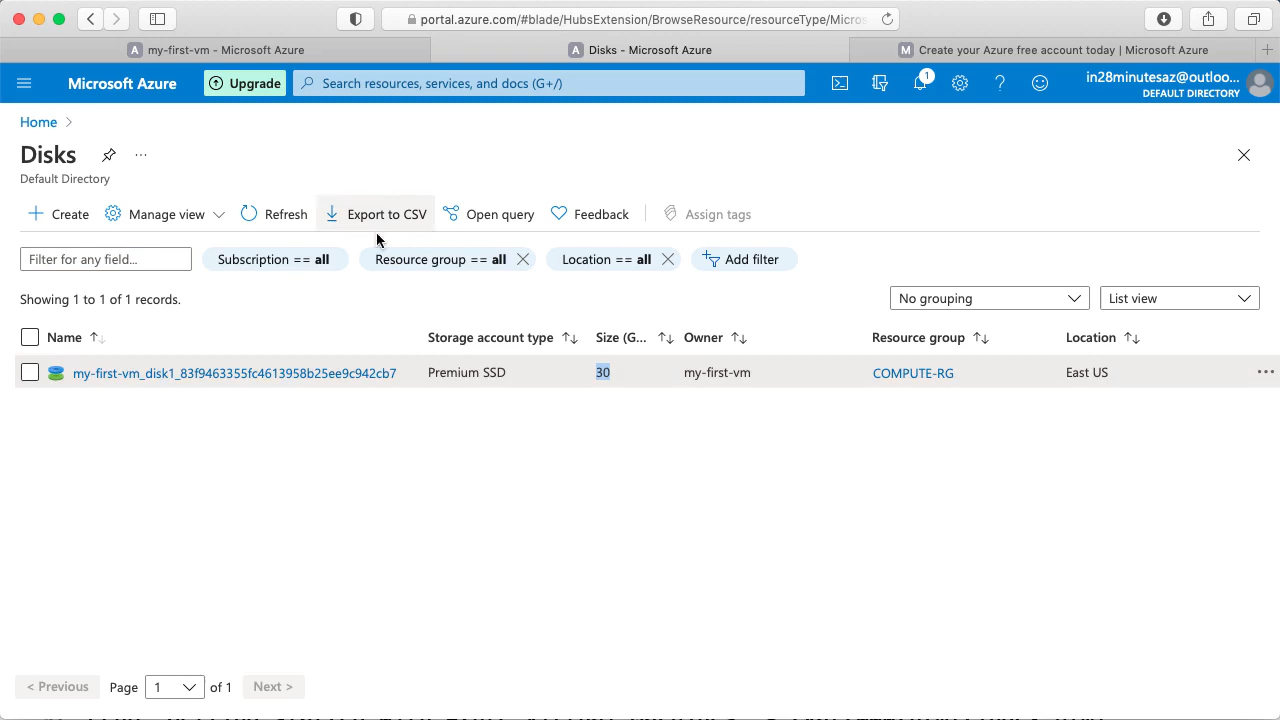 portal.azure.com/#blade/HubsExtension/BrowseResource/resourceType/Micros
my-first-vm - Microsoft Azure
Disks - Microsoft Azure
Create your Azure free account today | Microsoft Azure
Microsoft Azure
Upgrade
Search resources, services, and docs (G+/)
1
in28minutesaz@outloo...
DEFAULT DIRECTORY
Home
Disks
Default Directory
Create
Manage view
Refresh
Export to CSV
Open query
Feedback
Assign tags
Filter for any field...
Subscription == all
Resource group == all
Location == all
Add filter
Showing 1 to 1 of 1 records.
No grouping
List view
Name
Storage account type
Size (G...
Owner
Resource group
Location
my-first-vm_disk1_83f9463355fc4613958b25ee9c942cb7
Premium SSD
30
my-first-vm
COMPUTE-RG
East US
< Previous
Page
1
of 1
Next >